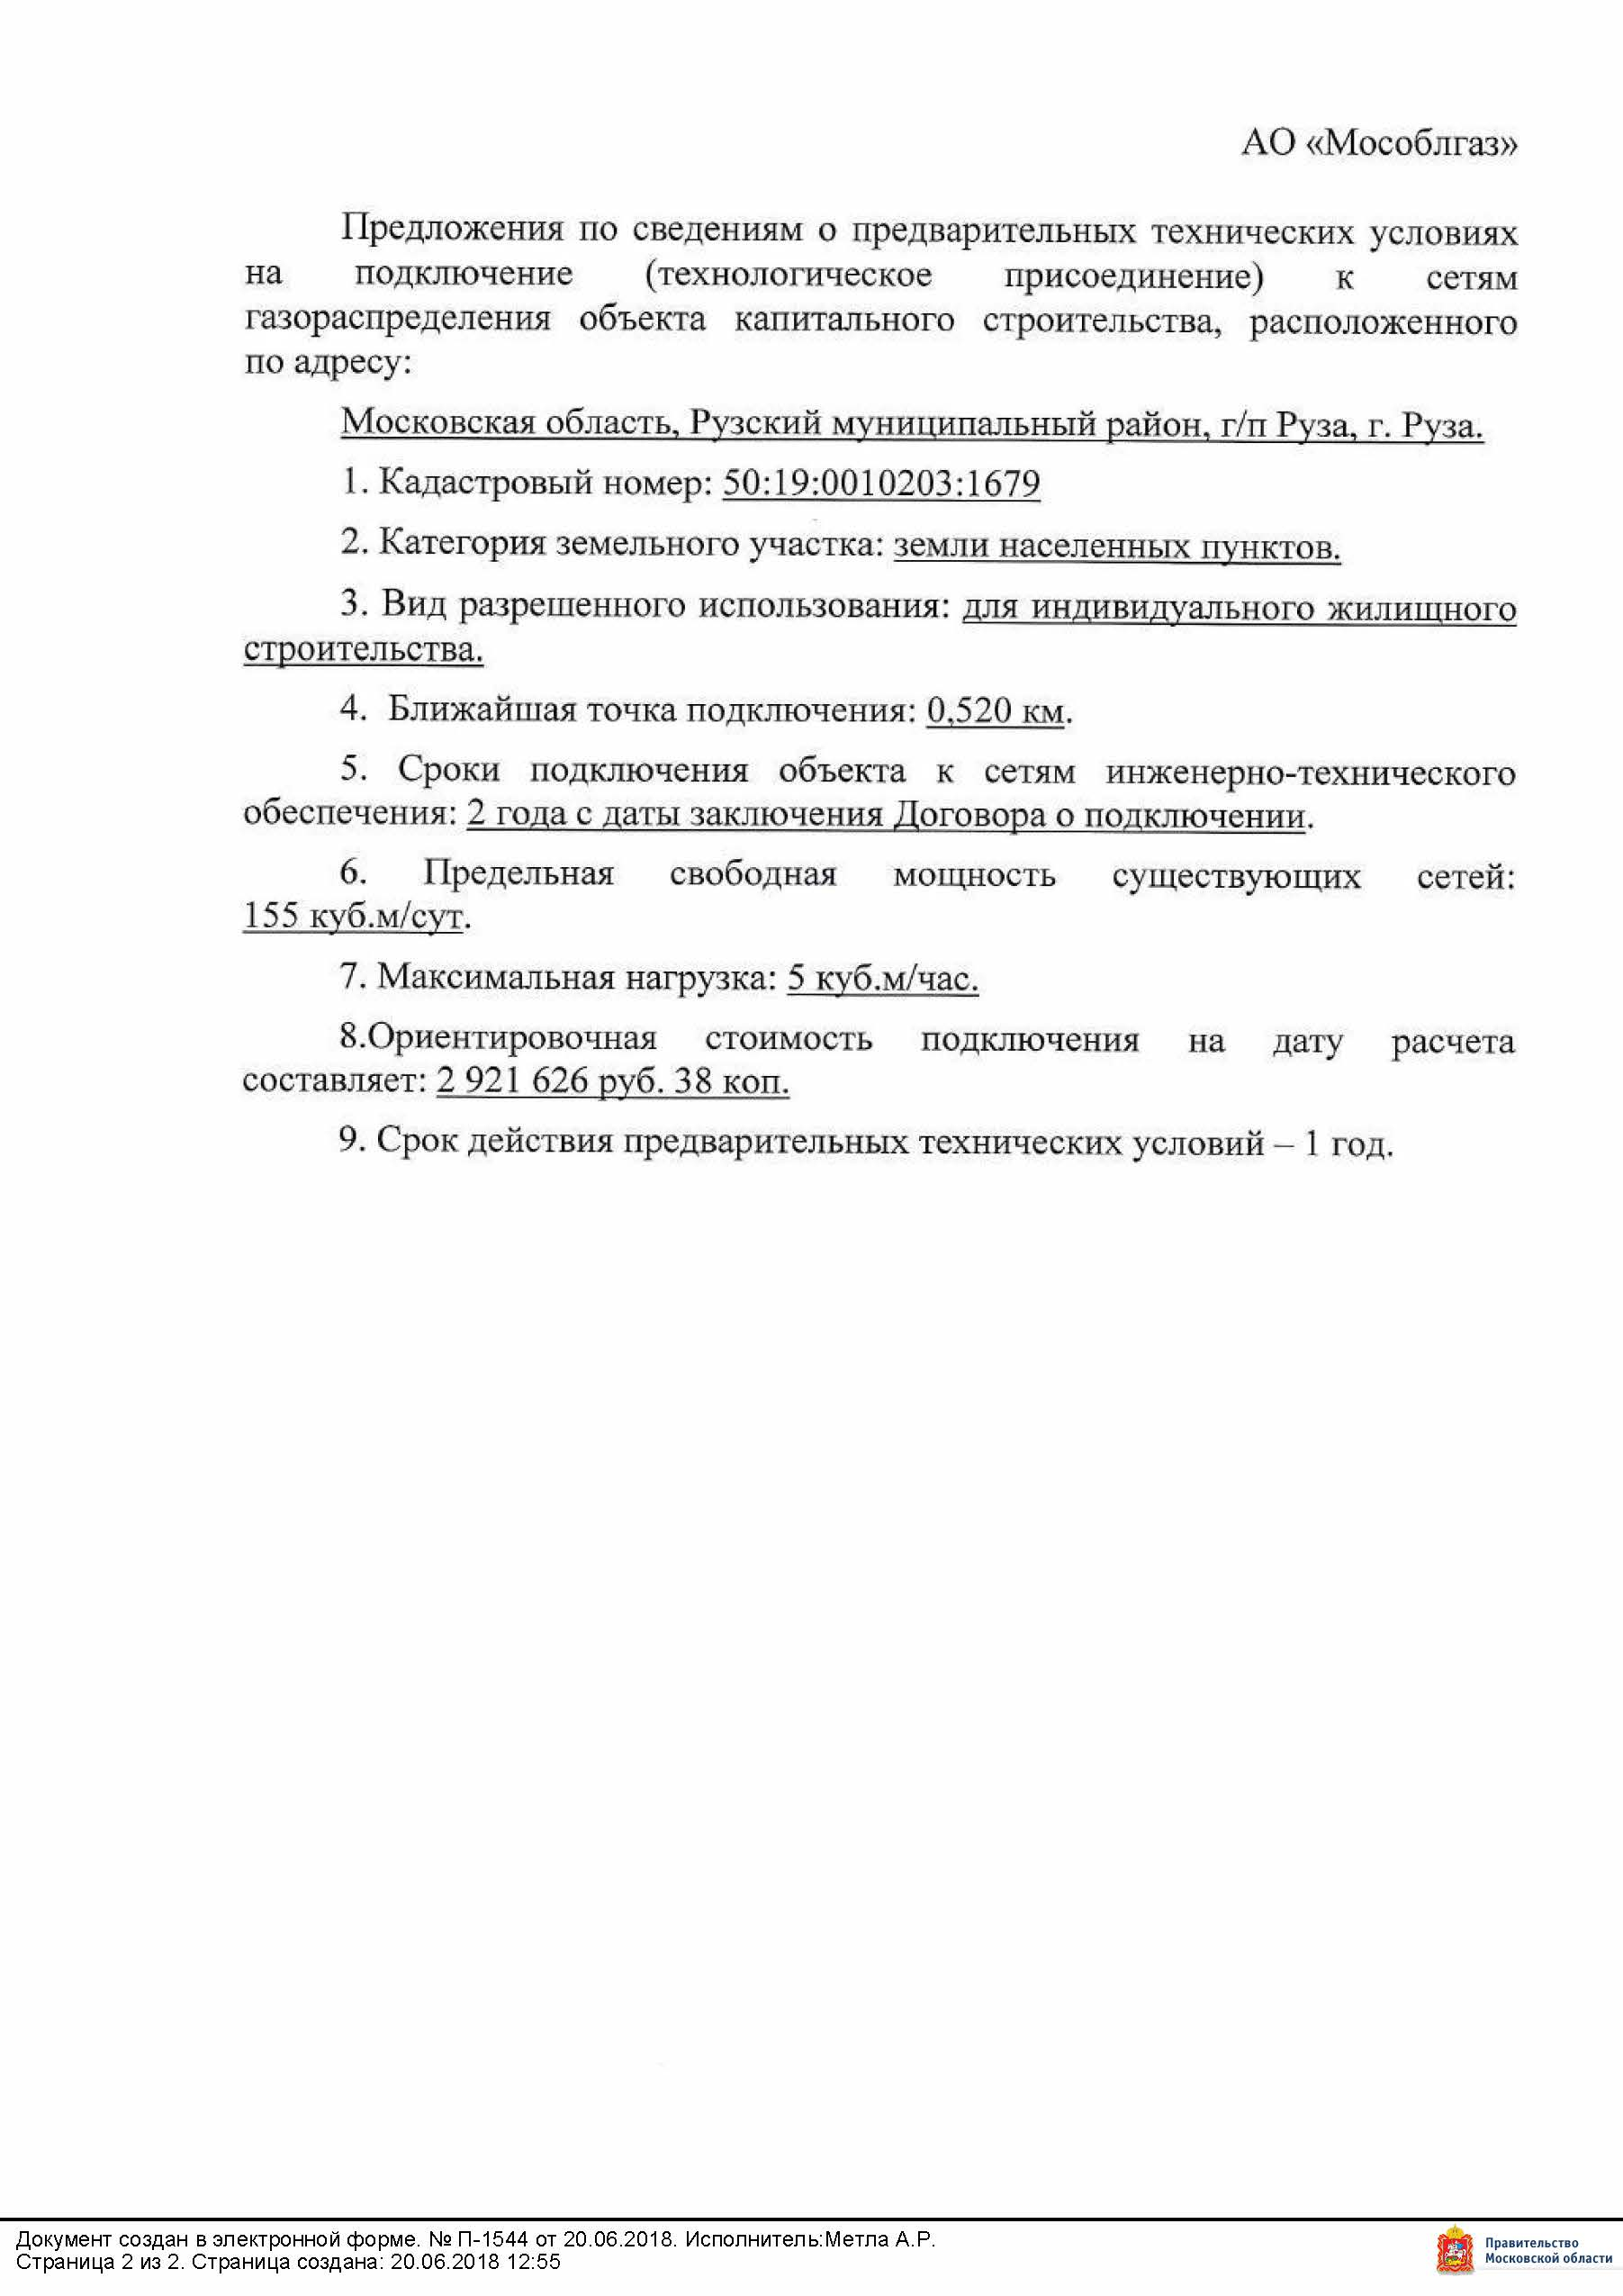 АО «Мособлгаз»
Предложения по сведениям о предварительных технических условиях
на подключение (технологическое присоединение) к сетям
газораспределения объекта капитального строительства, расположенного
по адресу:
Московская область, Рузский муниципальный район, г/п Руза, г. Руза.
1. Кадастровый номер: 50:19:0010203:1679
2. Категория земельного участка: земли населенных пунктов.
3. Вид разрешенного использования: для индивидуального жилищного
строительства.
4. Ближайшая точка подключения: 0,520 км.
5. Сроки подключения объекта к сетям инженерно-технического
обеспечения: 2 года с даты заключения Договора о подключении.
6. Предельная свободная мощность существующих сетей:
155 куб.м/сут.
7. Максимальная нагрузка: 5 куб.м/час.
8.Ориентировочная стоимость подключения на дату расчета
составляет: 2 921 626 руб. 38 коп.
9. Срок действия предварительных технических условий – 1 год.
Документ создан в электронной форме. № П-1544 от 20.06.2018. Исполнитель:Метла А.Р.
Страница 2 из 2. Страница создана: 20.06.2018 12:55
Правительство
Московской области